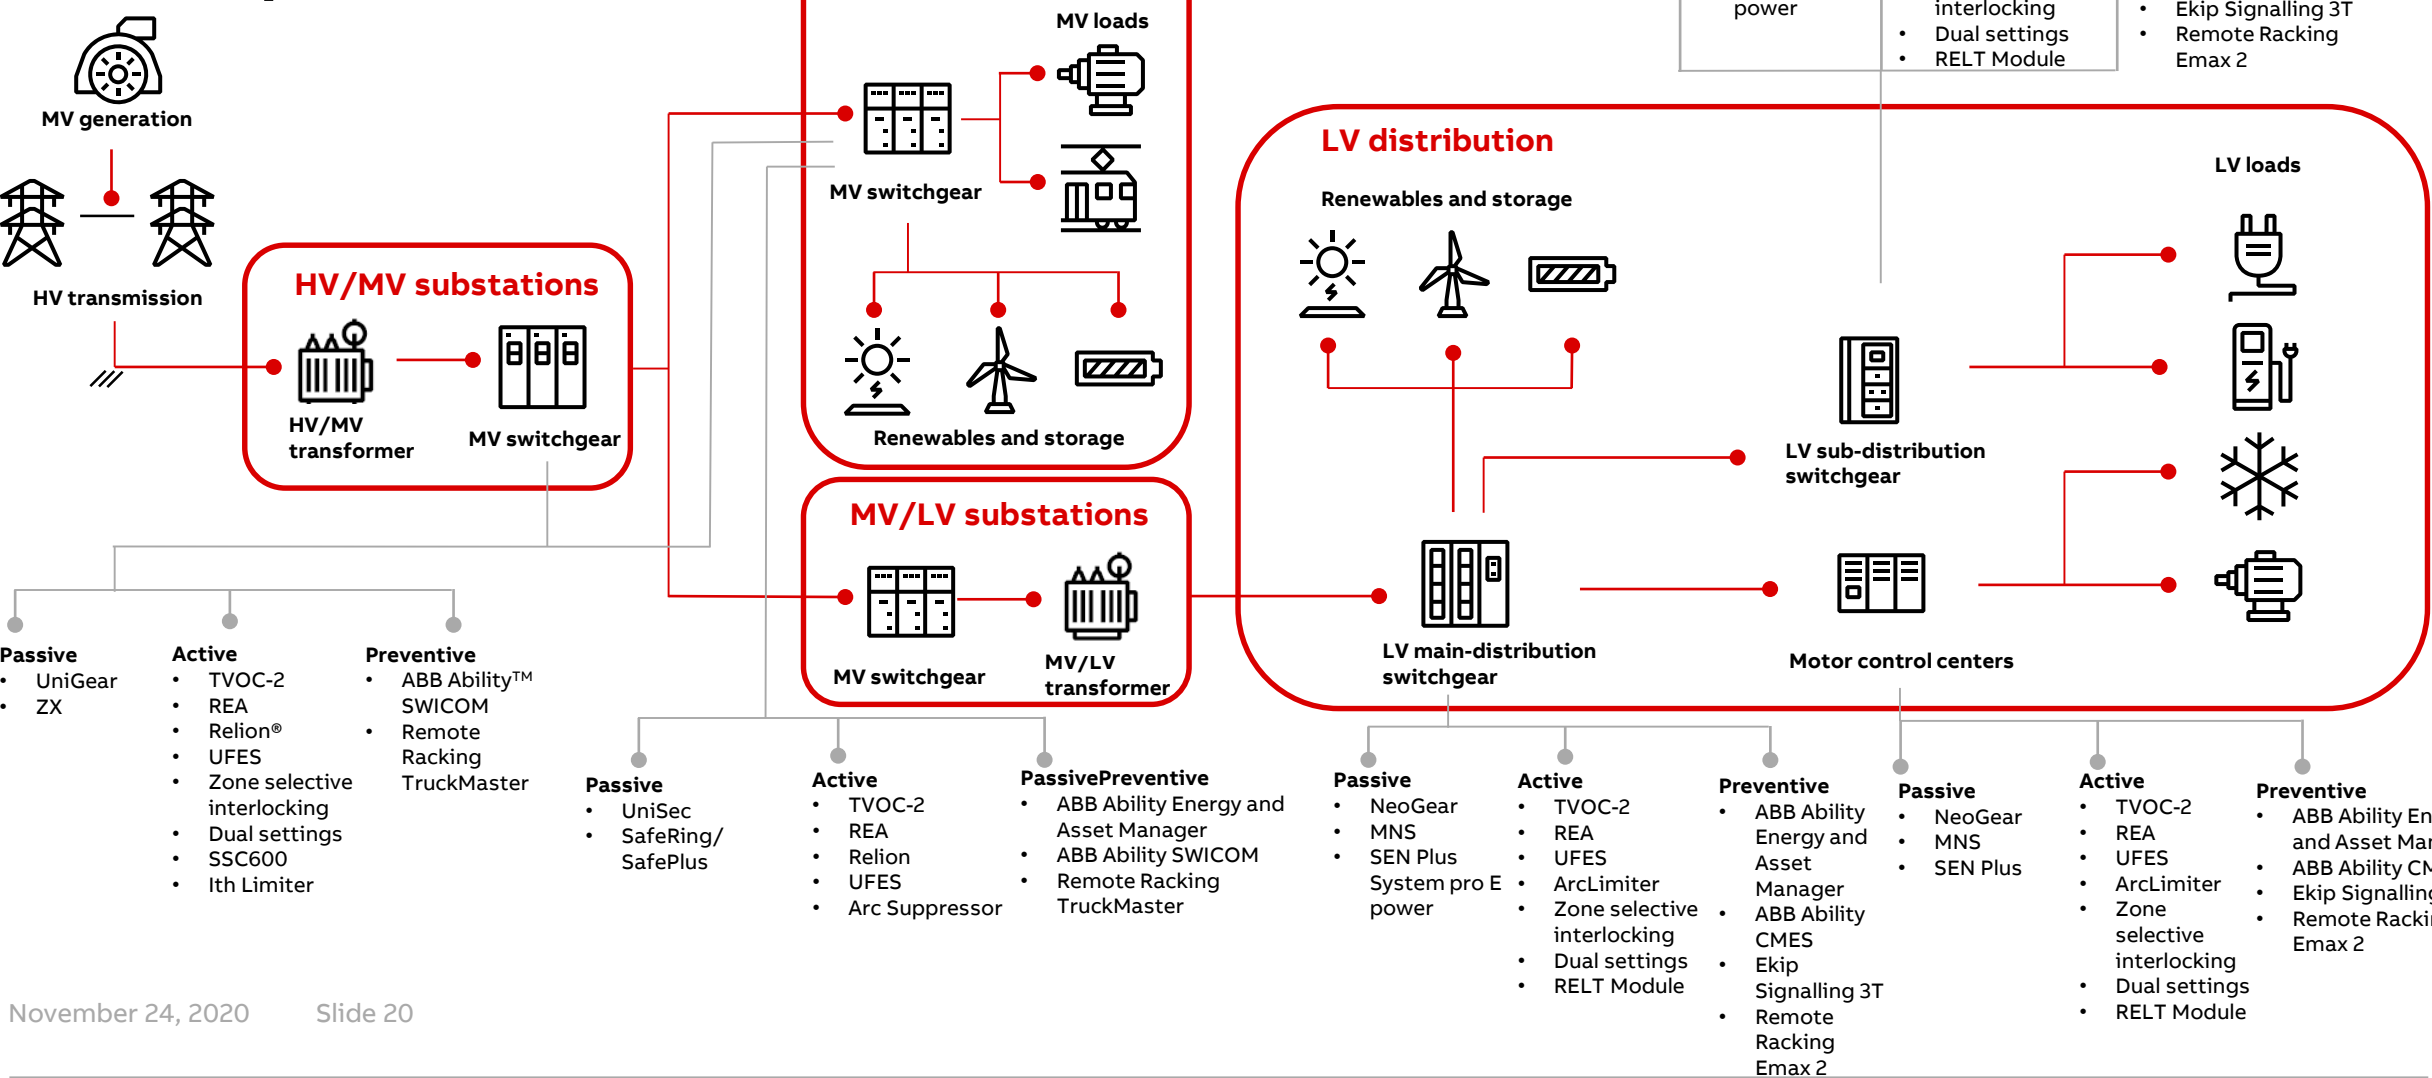 MV generation
HV transmission
HV/MV substations
HV/MV
transformer
MV switchgear
MV loads
MV switchgear
Renewables and storage
MV/LV substations
MV switchgear
MV/LV
transformer
power
interlocking
• Dual settings
• RELT Module
• Ekip Signalling 3T
• Remote Racking
Emax 2
LV distribution
Renewables and storage
LV loads
LV sub-distribution
switchgear
LV main-distribution
switchgear
Motor control centers
Passive
• UniGear
• ZX
Active
• TVOC-2
• REA
• Relion®
• UFES
• Zone selective
interlocking
• Dual settings
• SSC600
• Ith Limiter
Preventive
• ABB Ability™
SWICOM
• Remote
Racking
TruckMaster
Passive
• UniSec
• SafeRing/
SafePlus
Active
• TVOC-2
• REA
• Relion
• UFES
• Arc Suppressor
PassivePreventive
• ABB Ability Energy and
Asset Manager
• ABB Ability SWICOM
• Remote Racking
TruckMaster
Passive
• NeoGear
• MNS
• SEN Plus
System pro E
power
Active
• TVOC-2
• REA
• UFES
• ArcLimiter
• Zone selective
interlocking
• Dual settings
• RELT Module
Preventive
• ABB Ability
Energy and
Asset
Manager
• ABB Ability
CMES
• Ekip
Signalling 3T
• Remote
Racking
Emax 2
Passive
• NeoGear
• MNS
• SEN Plus
Active
• TVOC-2
• REA
• UFES
• ArcLimiter
• Zone
selective
interlocking
• Dual settings
• RELT Module
Preventive
• ABB Ability
and Asset
• ABB Ability
• Ekip Signalling
• Remote
Emax 2
November 24, 2020 Slide 20